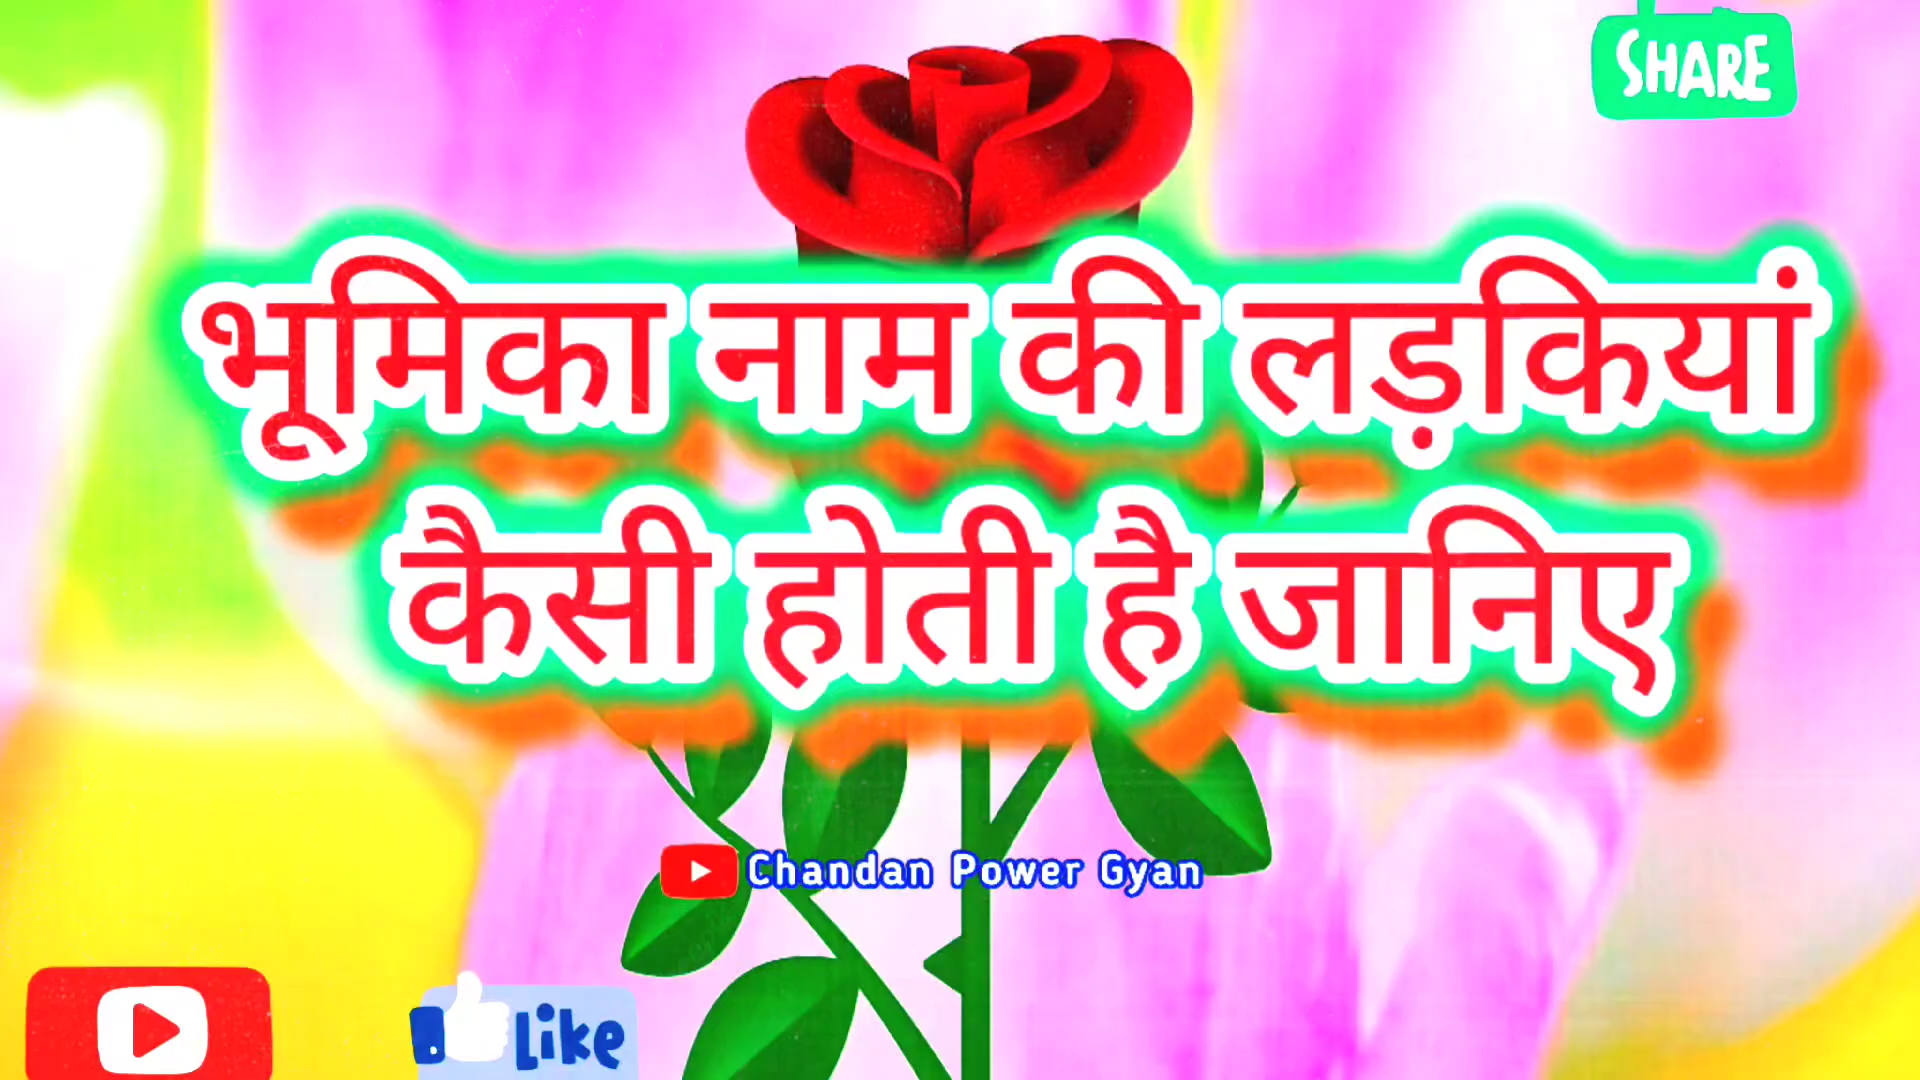 SHARE
भूमिका नाम की लड़कियां
कैसी होती है जानिए
Chandan Power Gyan
Like